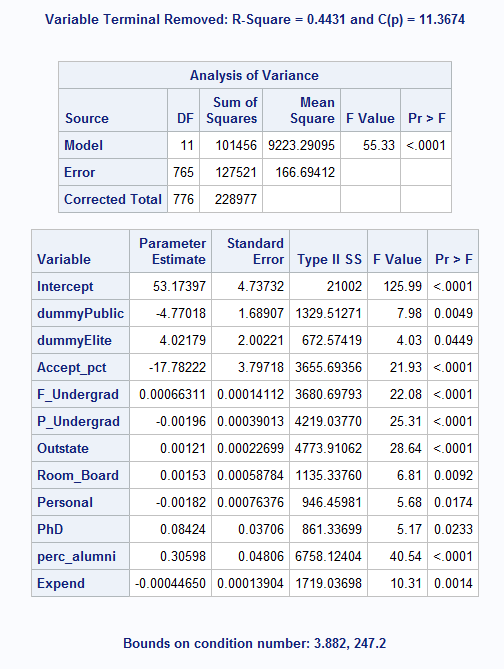 Variable Terminal Removed: R-Square = 0.4431 and C(p) = 11.3674
Analysis of Variance
Source DF Sum of Squares Mean Square F Value Pr > F
Model 11 101456 9223.29095 55.33 <.0001
Error 765 127521 166.69412
Corrected Total 776 228977
Variable Parameter Estimate Standard Error Type II SS F Value Pr > F
Intercept 53.17397 4.73732 21002 125.99 <.0001
dummyPublic -4.77018 1.68907 1329.51271 7.98 0.0049
dummyElite 4.02179 2.00221 672.57419 4.03 0.0449
Accept_pct -17.78222 3.79718 3655.69356 21.93 <.0001
F_Undergrad 0.00066311 0.00014112 3680.69793 22.08 <.0001
P_Undergrad -0.00196 0.00039013 4219.03770 25.31 <.0001
Outstate 0.00121 0.00022699 4773.91062 28.64 <.0001
Room_Board 0.00153 0.00058784 1135.33760 6.81 0.0092
Personal -0.00182 0.00076376 946.45981 5.68 0.0174
PhD 0.08424 0.03706 861.33699 5.17 0.0233
perc_alumni 0.30598 0.04806 6758.12404 40.54 <.0001
Expend -0.00044650 0.00013904 1719.03698 10.31 0.0014
Bounds on condition number: 3.882, 247.2